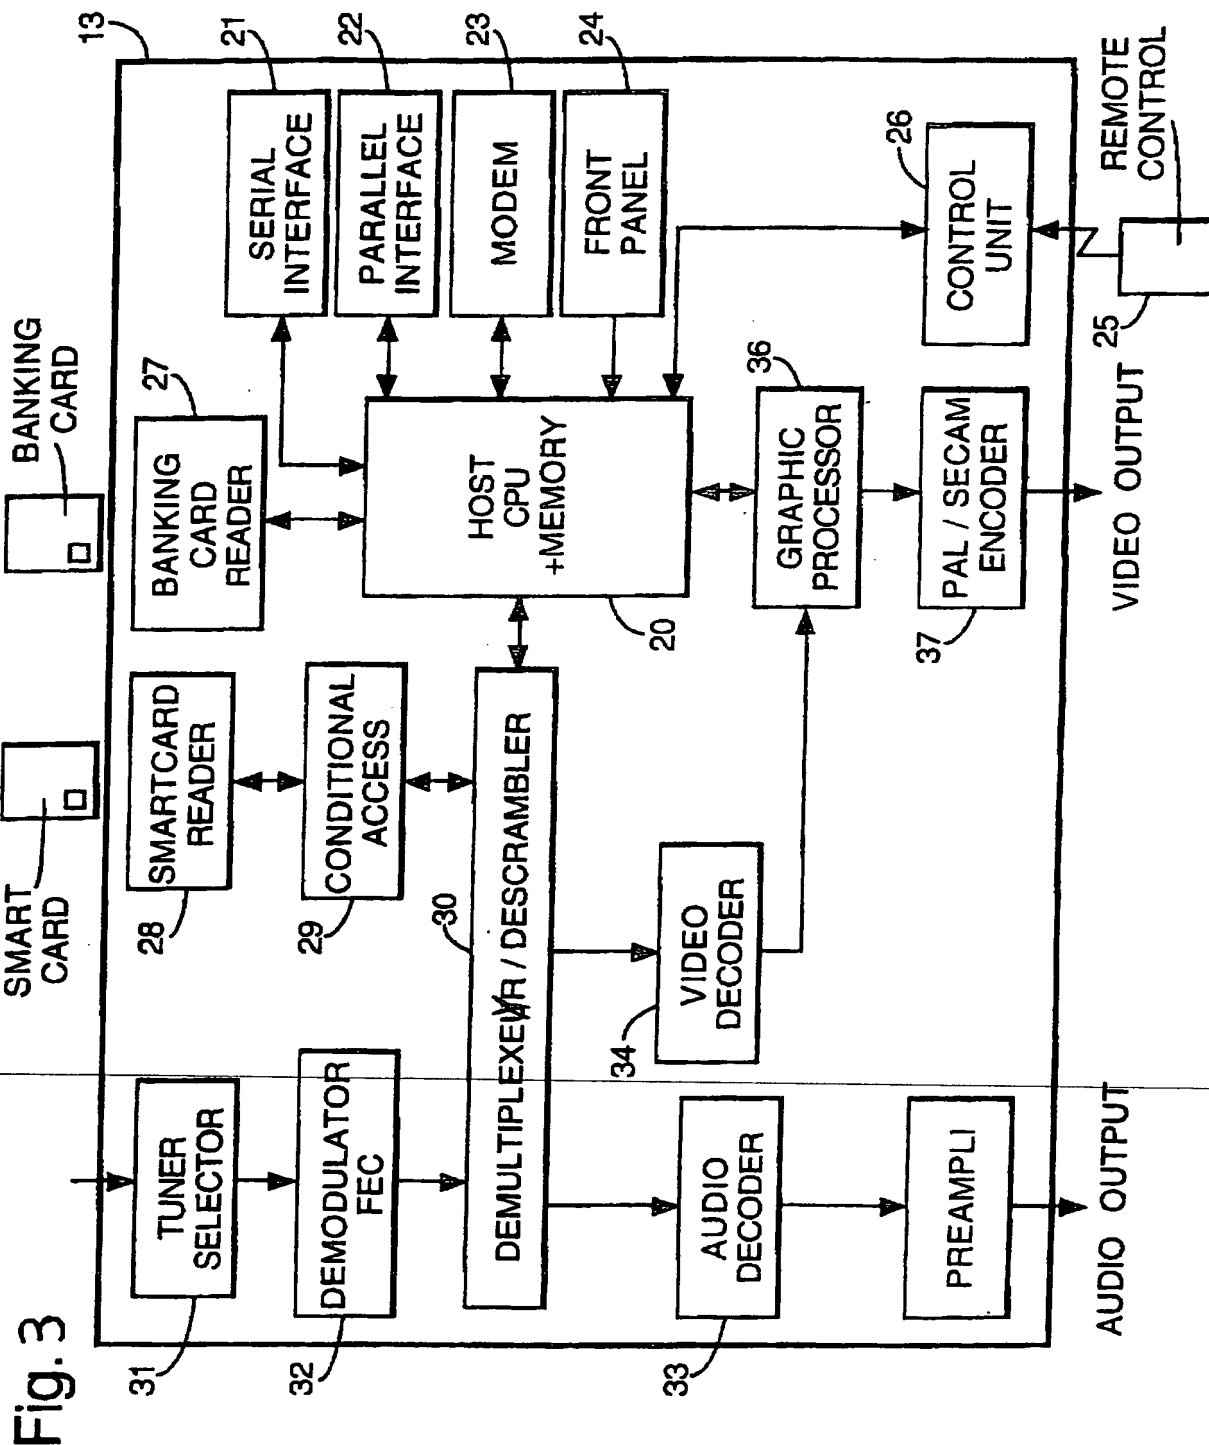 Fig. 3
SMART
CARD
BANKING
CARD
13
31
TUNER
SELECTOR
28
SMARTCARD
READER
27
BANKING
CARD
READER
21
SERIAL
INTERFACE
22
PARALLEL
INTERFACE
23
MODEM
24
FRONT
PANEL
32
DEMODULATOR
FEC
29
CONDITIONAL
ACCESS
30
DEMULTIPLEXER / DESCRAMBLER
HOST
CPU
+MEMORY
20
33
AUDIO
DECODER
34
VIDEO
DECODER
36
GRAPHIC
PROCESSOR
26
CONTROL
UNIT
PREAMPLI
37
PAL / SECAM
ENCODER
25
REMOTE
CONTROL
AUDIO OUTPUT
VIDEO OUTPUT